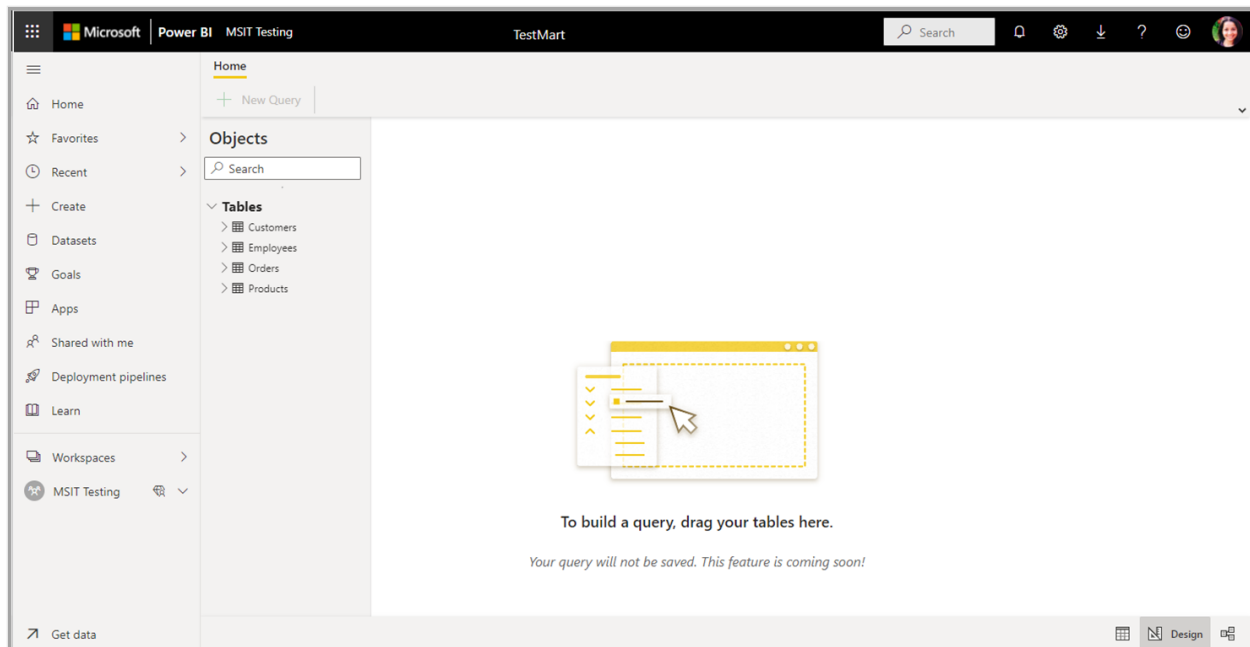 Microsoft Power BI MSIT Testing TestMart Search
Home
New Query
Home
Favorites
Recent
Create
Datasets
Goals
Apps
Shared with me
Deployment pipelines
Learn
Workspaces
MSIT Testing
Get data
Objects
Search
Tables
Customers
Employees
Orders
Products
To build a query, drag your tables here.
Your query will not be saved. This feature is coming soon!
Design